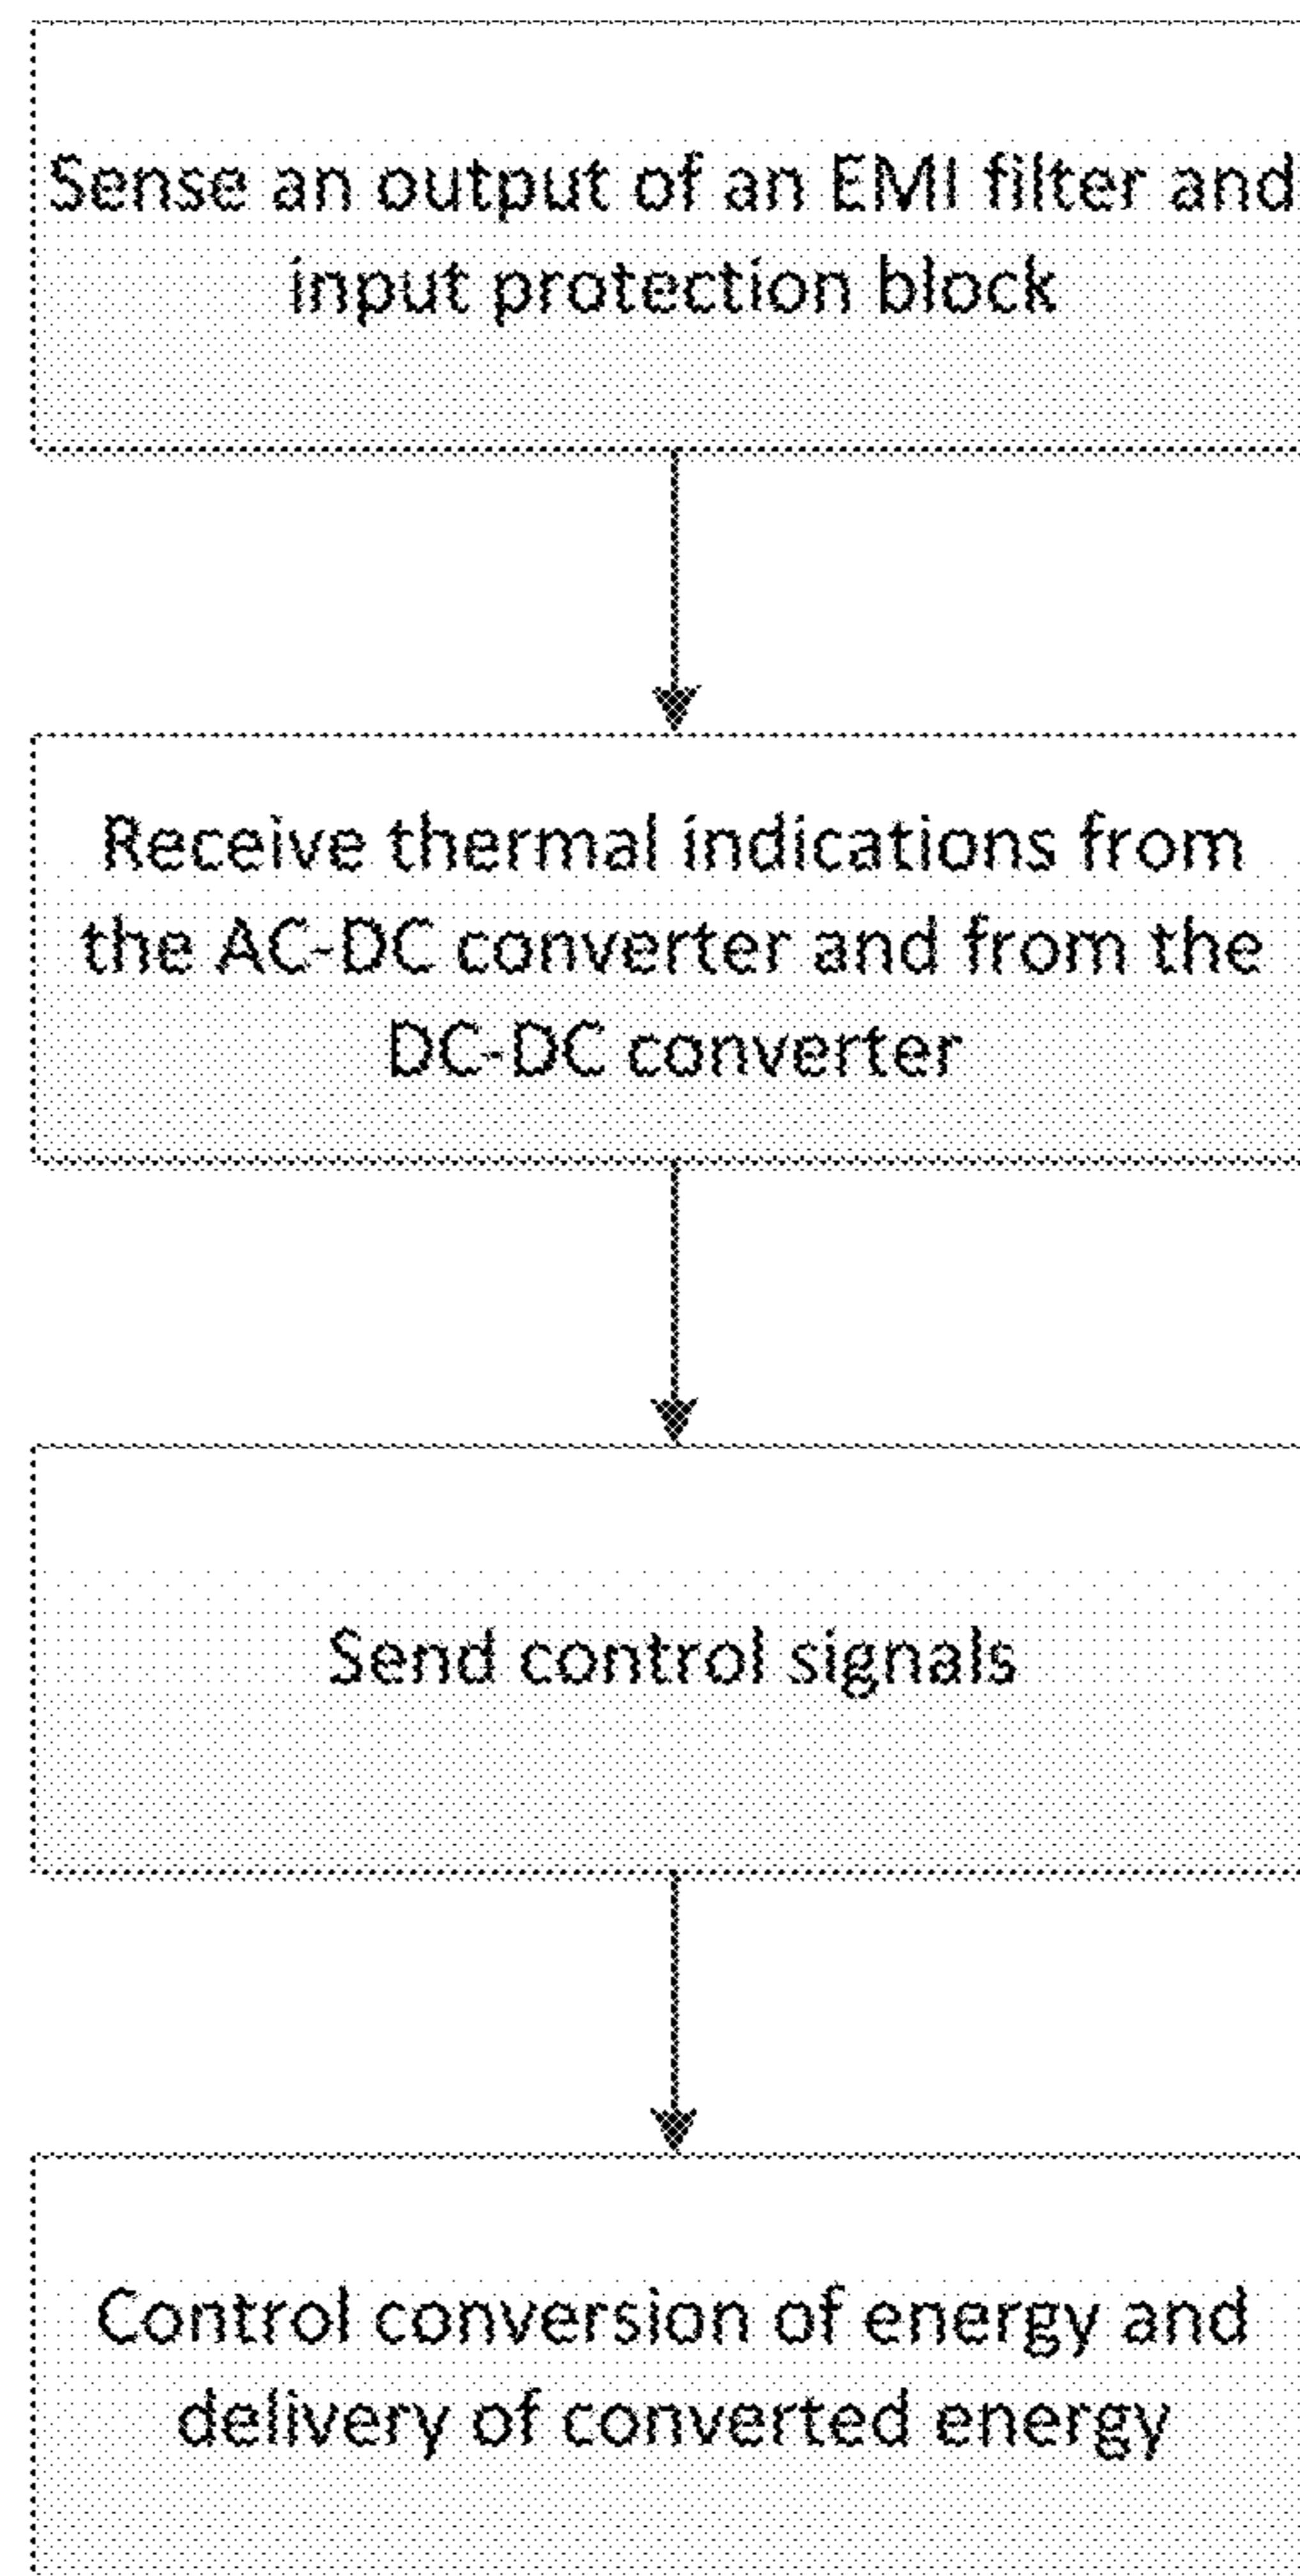 Sense an output of an EMI filter and
input protection block
Receive thermal indications from
the AC-DC converter and from the
DC-DC converter
Send control signals
Control conversion of energy and
delivery of converted energy